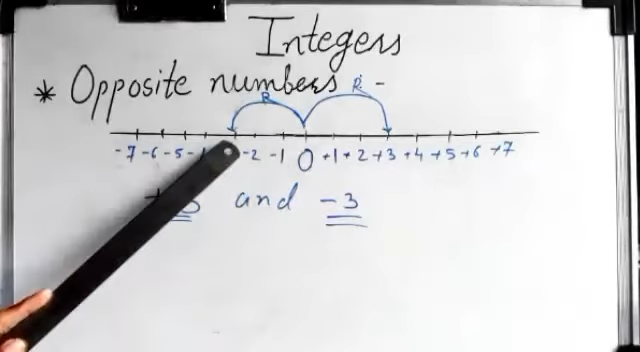 Integers
* Opposite numbers
R R -
-7 -6 -5 -2 -1 0 +1 +2 +3 +4 +5 +6 +7
and -3